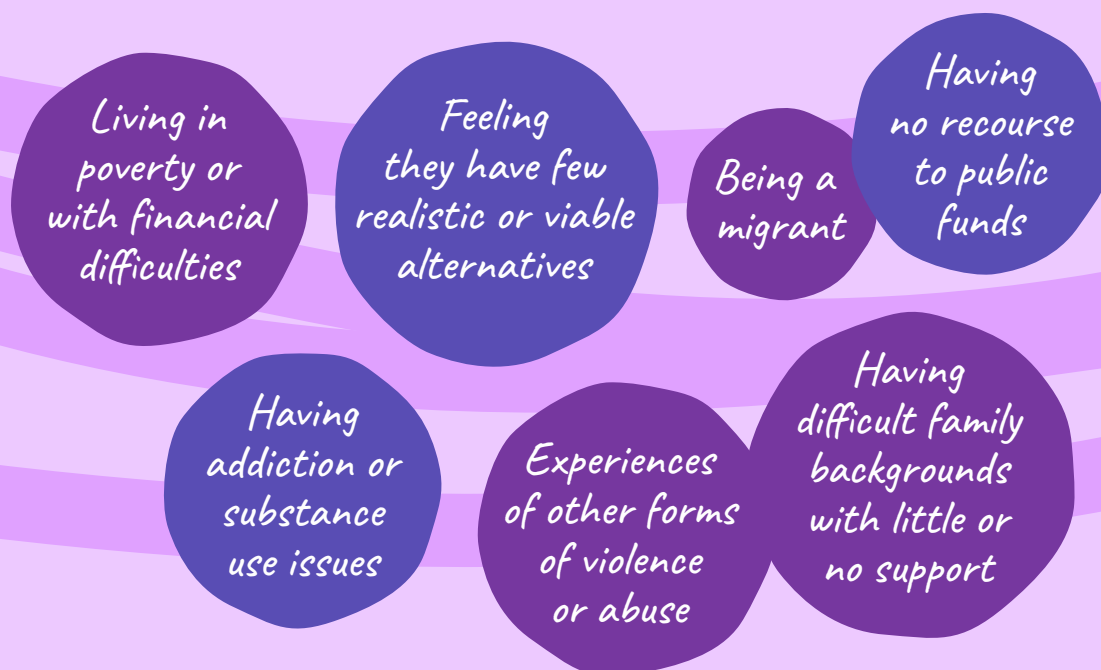 Living in
poverty or
with financial
difficulties
Feeling
they have few
realistic or viable
alternatives
Being a
migrant
Having
no recourse
to public
funds
Having
addiction or
substance
use issues
Experiences
of other forms
of violence
or abuse
Having
difficult family
backgrounds
with little or
no support